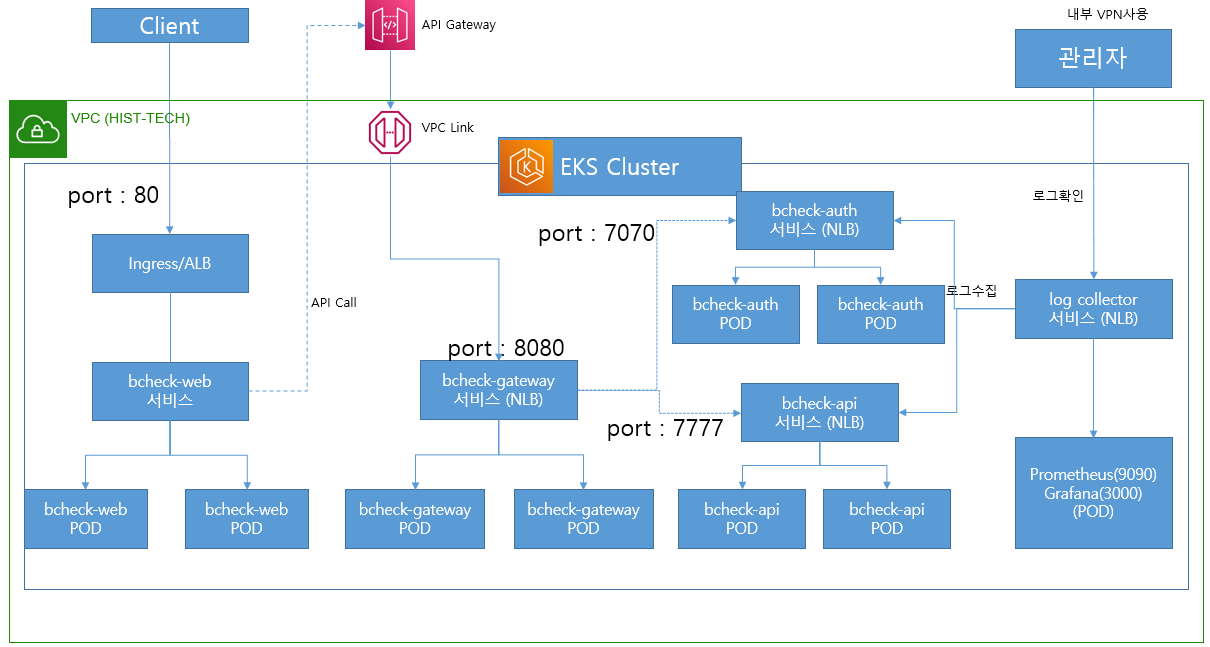 Client
API Gateway
내부 VPN사용
관리자
VPC (HIST-TECH)
VPC Link
EKS Cluster
port : 80
로그확인
bcheck-auth
서비스 (NLB)
port : 7070
Ingress/ALB
API Call
bcheck-auth
POD
bcheck-auth
POD
로그수집
log collector
서비스 (NLB)
port : 8080
bcheck-web
서비스
bcheck-gateway
서비스 (NLB)
bcheck-api
서비스 (NLB)
port : 7777
Prometheus(9090)
Grafana(3000)
(POD)
bcheck-web
POD
bcheck-web
POD
bcheck-gateway
POD
bcheck-gateway
POD
bcheck-api
POD
bcheck-api
POD